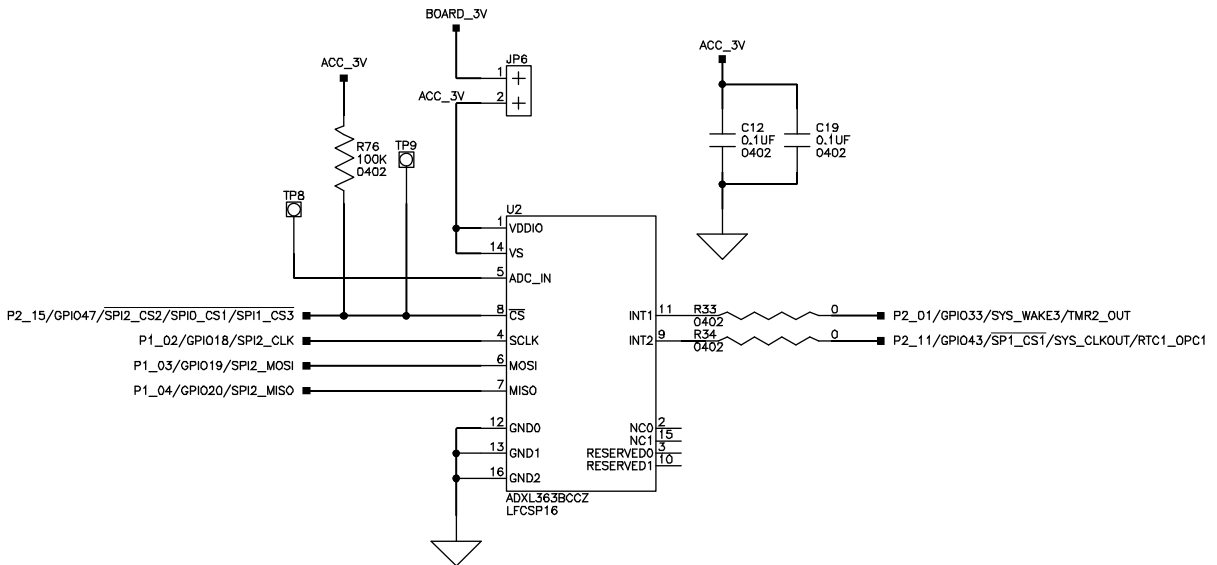 BOARD_3V
JP6
1
2
ACC_3V
ACC_3V
ACC_3V
R76
100K
0402
TP9
TP8
C12
0.1UF
0402
C19
0.1UF
0402
U2
1 VDDIO
14 VS
5 ADC_IN
P2_15/GPIO47/SPI2_CS2/SPI0_CS1/SPI1_CS3
8 CS
P1_02/GPIO18/SPI2_CLK
4 SCLK
P1_03/GPIO19/SPI2_MOSI
6 MOSI
P1_04/GPIO20/SPI2_MISO
7 MISO
12 GND0
13 GND1
16 GND2
INT1 11
R33 0
0402
P2_01/GPIO33/SYS_WAKE3/TMR2_OUT
INT2 9
R34 0
0402
P2_11/GPIO43/SP1_CS1/SYS_CLKOUT/RTC1_OPC1
NC0 2
NC1 15
RESERVED0 3
RESERVED1 10
ADXL363BCCZ
LFCSP16